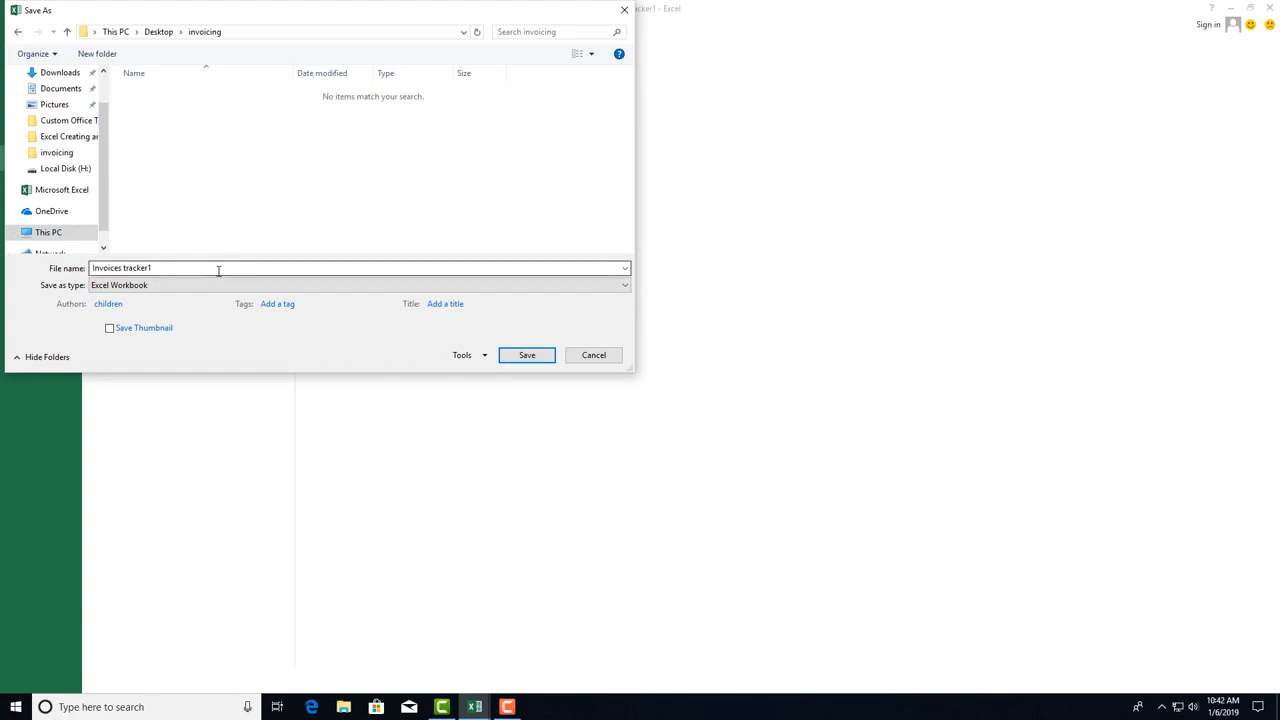 Save As
tracker1 - Excel
?
Sign in
This PC > Desktop > invoicing
Search invoicing
Organize
New folder
?
Downloads
Documents
Pictures
Custom Office T
Excel Creating a
invoicing
Local Disk (H:)
Microsoft Excel
OneDrive
This PC
Network
Name
Date modified
Type
Size
No items match your search.
File name: Invoices tracker1
Save as type: Excel Workbook
Authors: children
Tags: Add a tag
Title: Add a title
Save Thumbnail
Hide Folders
Tools
Save
Cancel
Type here to search
10:42 AM
1/6/2019